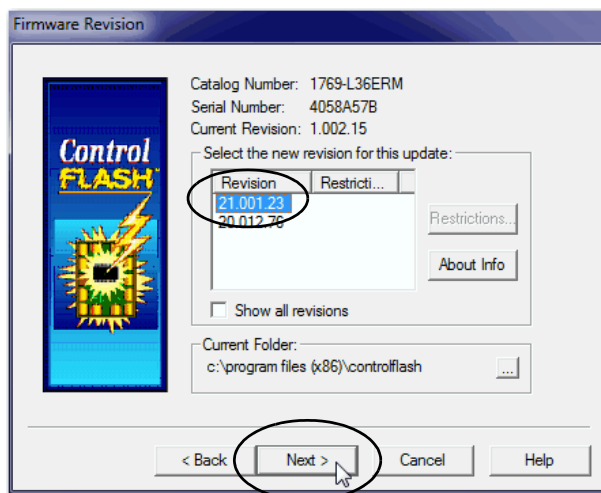 Firmware Revision
Control
FLASH
Catalog Number: 1769-L36ERM
Serial Number: 4058A57B
Current Revision: 1.002.15
Select the new revision for this update:
Revision Restricti...
21.001.23
20.012.76
Restrictions...
About Info
Show all revisions
Current Folder:
c:\program files (x86)\controlflash
...
< Back Next > Cancel Help